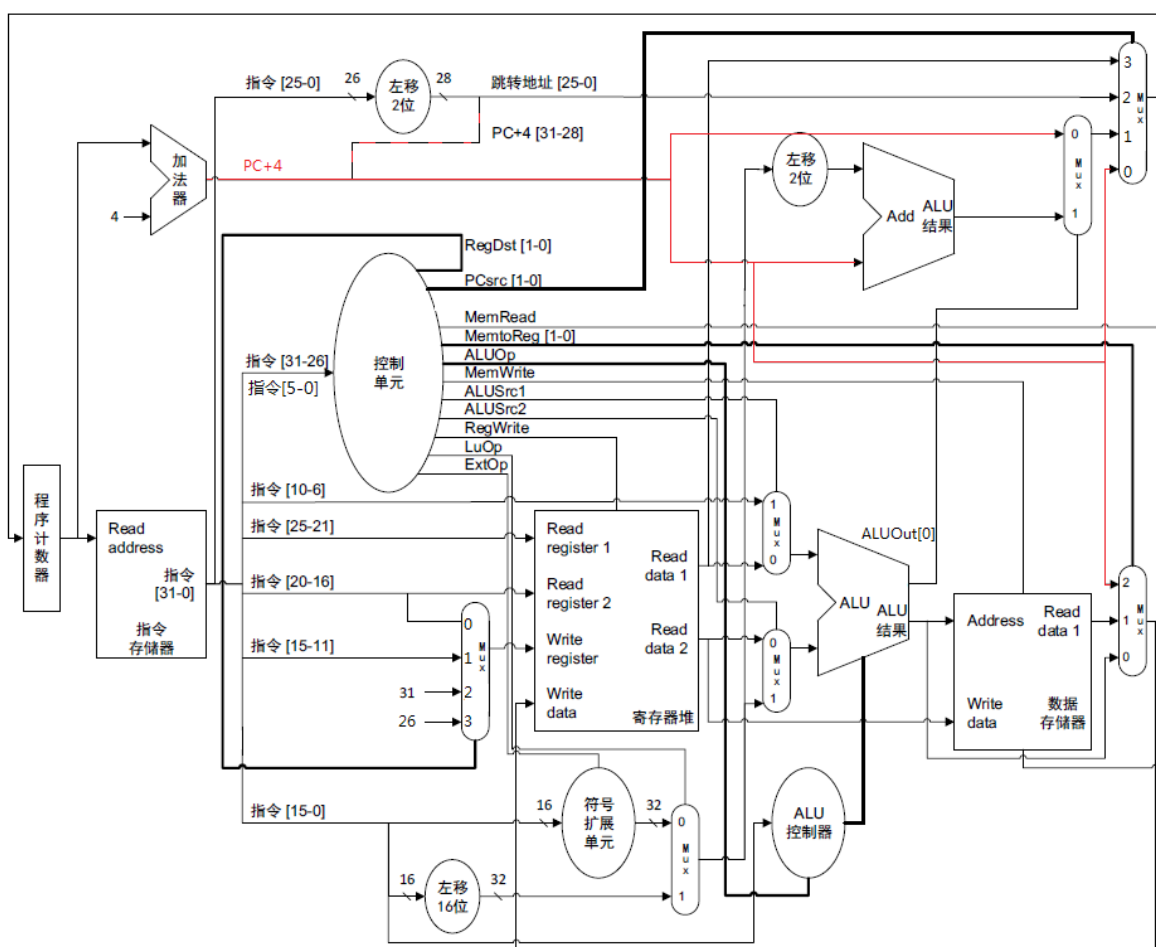 指令 [25-0]
26
左移
2位
28
跳转地址 [25-0]
PC+4 [31-28]
3
2
1
0
Mux
加法器
4
PC+4
左移
2位
Add
ALU
结果
0
Mux
1
RegDst [1-0]
PCsrc [1-0]
MemRead
MemtoReg [1-0]
ALUOp
MemWrite
ALUSrc1
ALUSrc2
RegWrite
LuOp
ExtOp
控制
单元
指令 [31-26]
指令[5-0]
指令 [10-6]
指令 [25-21]
指令 [20-16]
指令 [15-11]
31
26
0
1
2
3
Mux
程序计数器
Read
address
指令
[31-0]
指令
存储器
Read
register 1
Read
register 2
Write
register
Write
data
Read
data 1
Read
data 2
寄存器堆
1
Mux
0
0
Mux
1
ALUOut[0]
ALU
ALU
结果
Address
Read
data 1
Write
data
数据
存储器
2
1
0
Mux
指令 [15-0]
16
符号
扩展
单元
32
0
Mux
1
16
左移
16位
32
ALU
控制器